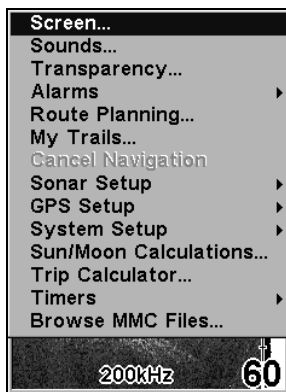 Screen...
Sounds...
Transparency...
Alarms
Route Planning...
My Trails...
Cancel Navigation
Sonar Setup
GPS Setup
System Setup
Sun/Moon Calculations...
Trip Calculator...
Timers
Browse MMC Files...
200kHz 60